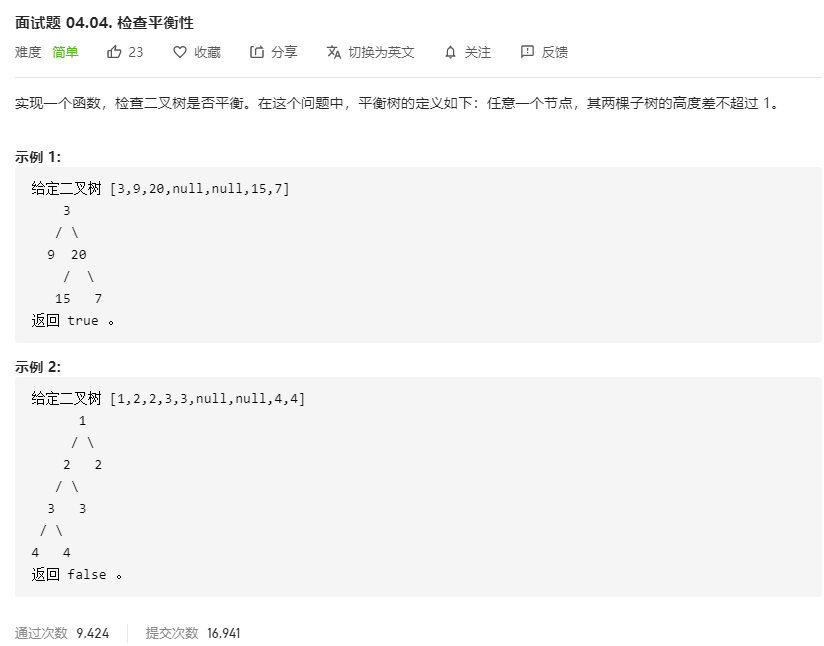 面试题 04.04. 检查平衡性
难度 简单 23 收藏 分享 切换为英文 关注 反馈
实现一个函数，检查二叉树是否平衡。在这个问题中，平衡树的定义如下：任意一个节点，其两棵子树的高度差不超过 1。
示例 1:
给定二叉树 [3,9,20,null,null,15,7]
3
/ \
9 20
/ \
15 7
返回 true 。
示例 2:
给定二叉树 [1,2,2,3,3,null,null,4,4]
1
/ \
2 2
/ \
3 3
/ \
4 4
返回 false 。
通过次数 9,424 提交次数 16,941